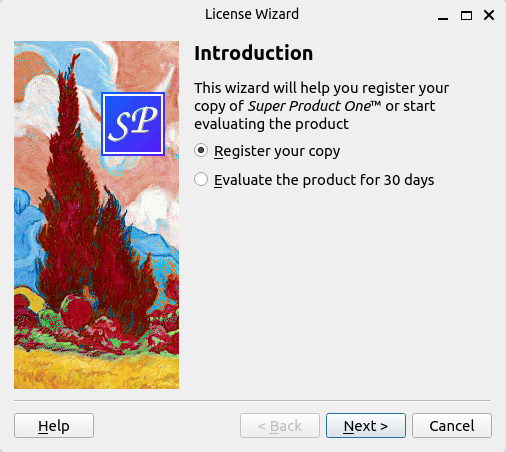 License Wizard
Introduction
This wizard will help you register your
copy of Super Product One™ or start
evaluating the product
Register your copy
Evaluate the product for 30 days
SP
Help
< Back
Next >
Cancel